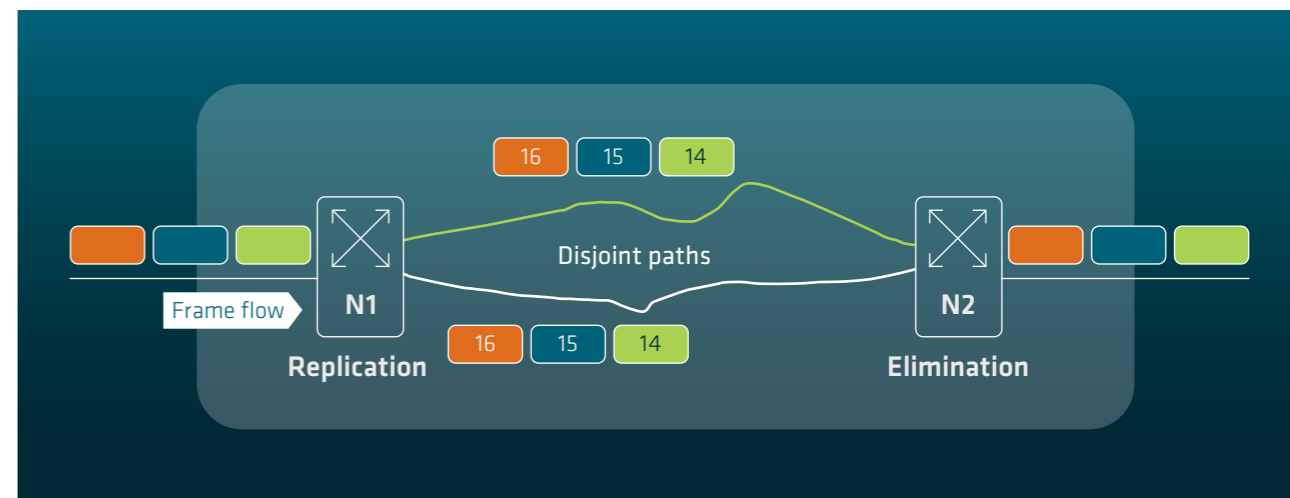 16 15 14
Disjoint paths
Frame flow
N1
N2
16 15 14
Replication
Elimination